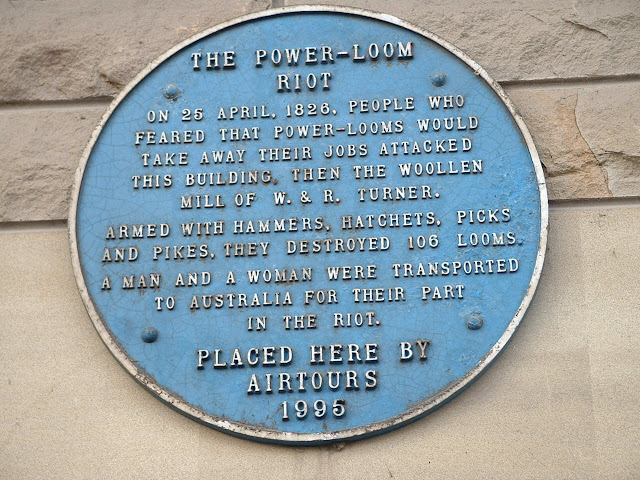 THE POWER-LOOM
RIOT
ON 25 APRIL, 1826, PEOPLE WHO
FEARED THAT POWER-LOOMS WOULD
TAKE AWAY THEIR JOBS ATTACKED
THIS BUILDING, THEN THE WOOLLEN
MILL OF W. & R. TURNER.
ARMED WITH HAMMERS, HATCHETS, PICKS
AND PIKES, THEY DESTROYED 106 LOOMS.
A MAN AND A WOMAN WERE TRANSPORTED
TO AUSTRALIA FOR THEIR PART
IN THE RIOT.
PLACED HERE BY
AIRTOURS
1995